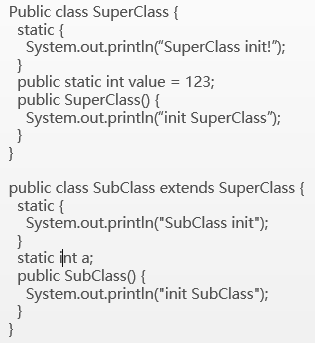 Public class SuperClass {
static {
System.out.println(“SuperClass init!”);
}
public static int value = 123;
public SuperClass() {
System.out.println(“init SuperClass”);
}
}
public class SubClass extends SuperClass {
static {
System.out.println("SubClass init");
}
static int a;
public SubClass() {
System.out.println("init SubClass");
}
}